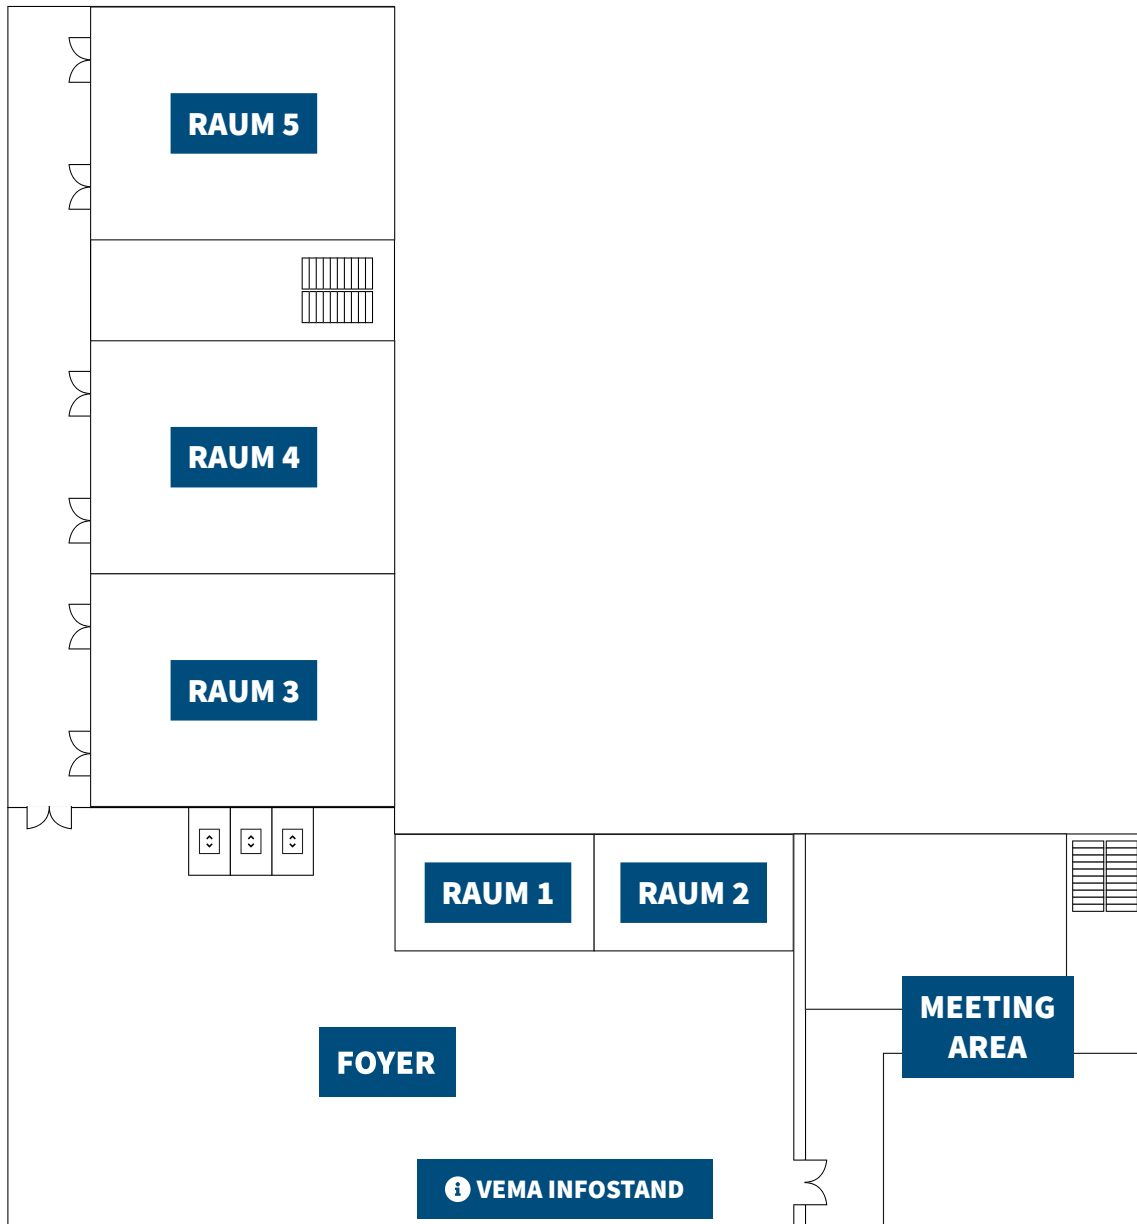 RAUM 5
RAUM 4
RAUM 3
RAUM 1
RAUM 2
MEETING
AREA
FOYER
VEMA INFOSTAND